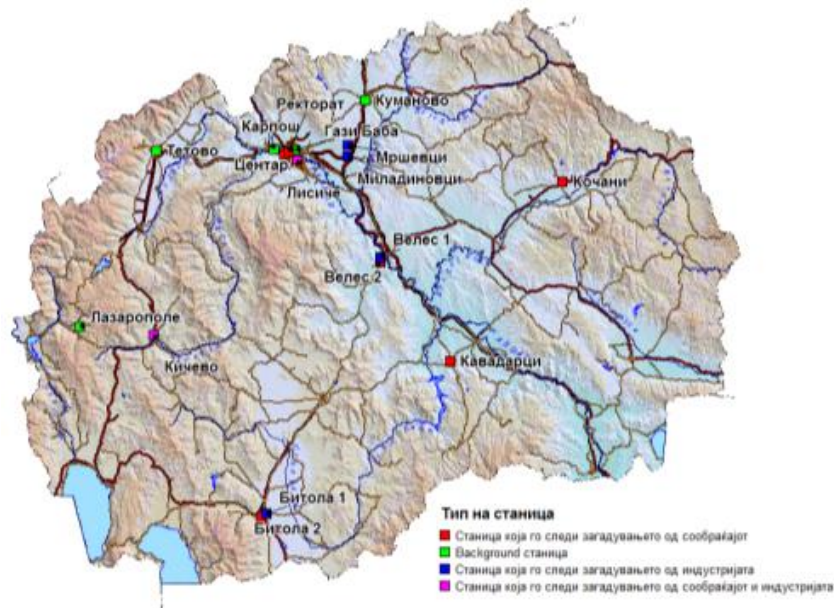 Ректорат
Куманово
Карпош
Гази Баба
Тетово
Мршевци
Центар
Миладиновци
Кочани
Лисиче
Велес 1
Велес 2
Лазарополе
Кичево
Кавадарци
Битола 1
Битола 2
Тип на станица
Станица која го следи загадувањето од сообраќајот
Background станица
Станица која го следи загадувањето од индустријата
Станица која го следи загадувањето од сообраќајот и индустријата